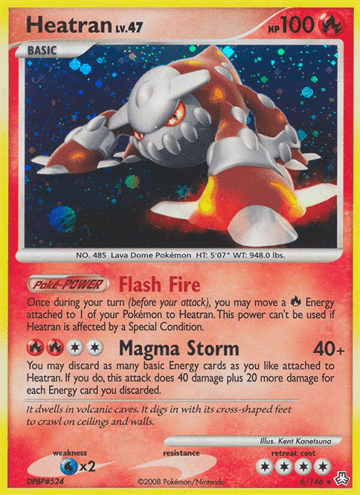 Heatran LV.47 HP 100
BASIC
NO. 485 Lava Dome Pokémon HT: 5'07" WT: 948.0 lbs.
Poké-POWER Flash Fire
Once during your turn (before your attack), you may move a Energy
attached to 1 of your Pokémon to Heatran. This power can't be used if
Heatran is affected by a Special Condition.
Magma Storm 40+
You may discard as many basic Energy cards as you like attached to
Heatran. If you do, this attack does 40 damage plus 20 more damage for
each Energy card you discarded.
It dwells in volcanic caves. It digs in with its cross-shaped feet
to crawl on ceilings and walls.
Illus. Kent Kanetsuna
weakness resistance retreat cost
×2
DPBP#524 ©2008 Pokémon/Nintendo 6/146 ★